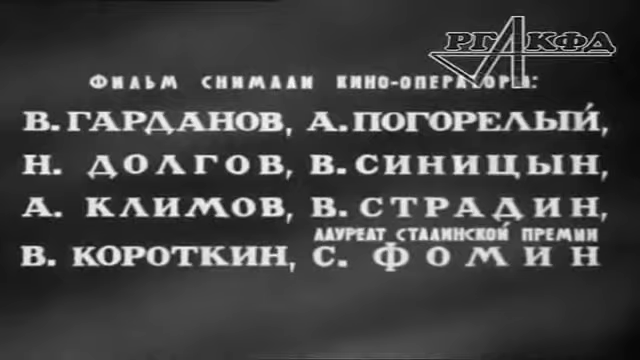 РГАКФД
ФИЛЬМ СНИМАЛИ КИНО-ОПЕРАТОРЫ:
В. ГАРДАНОВ, А. ПОГОРЕЛЫЙ,
Н. ДОЛГОВ, В. СИНИЦЫН,
А. КЛИМОВ, В. СТРАДИН,
ЛАУРЕАТ СТАЛИНСКОЙ ПРЕМИИ
В. КОРОТКИН, С. ФОМИН